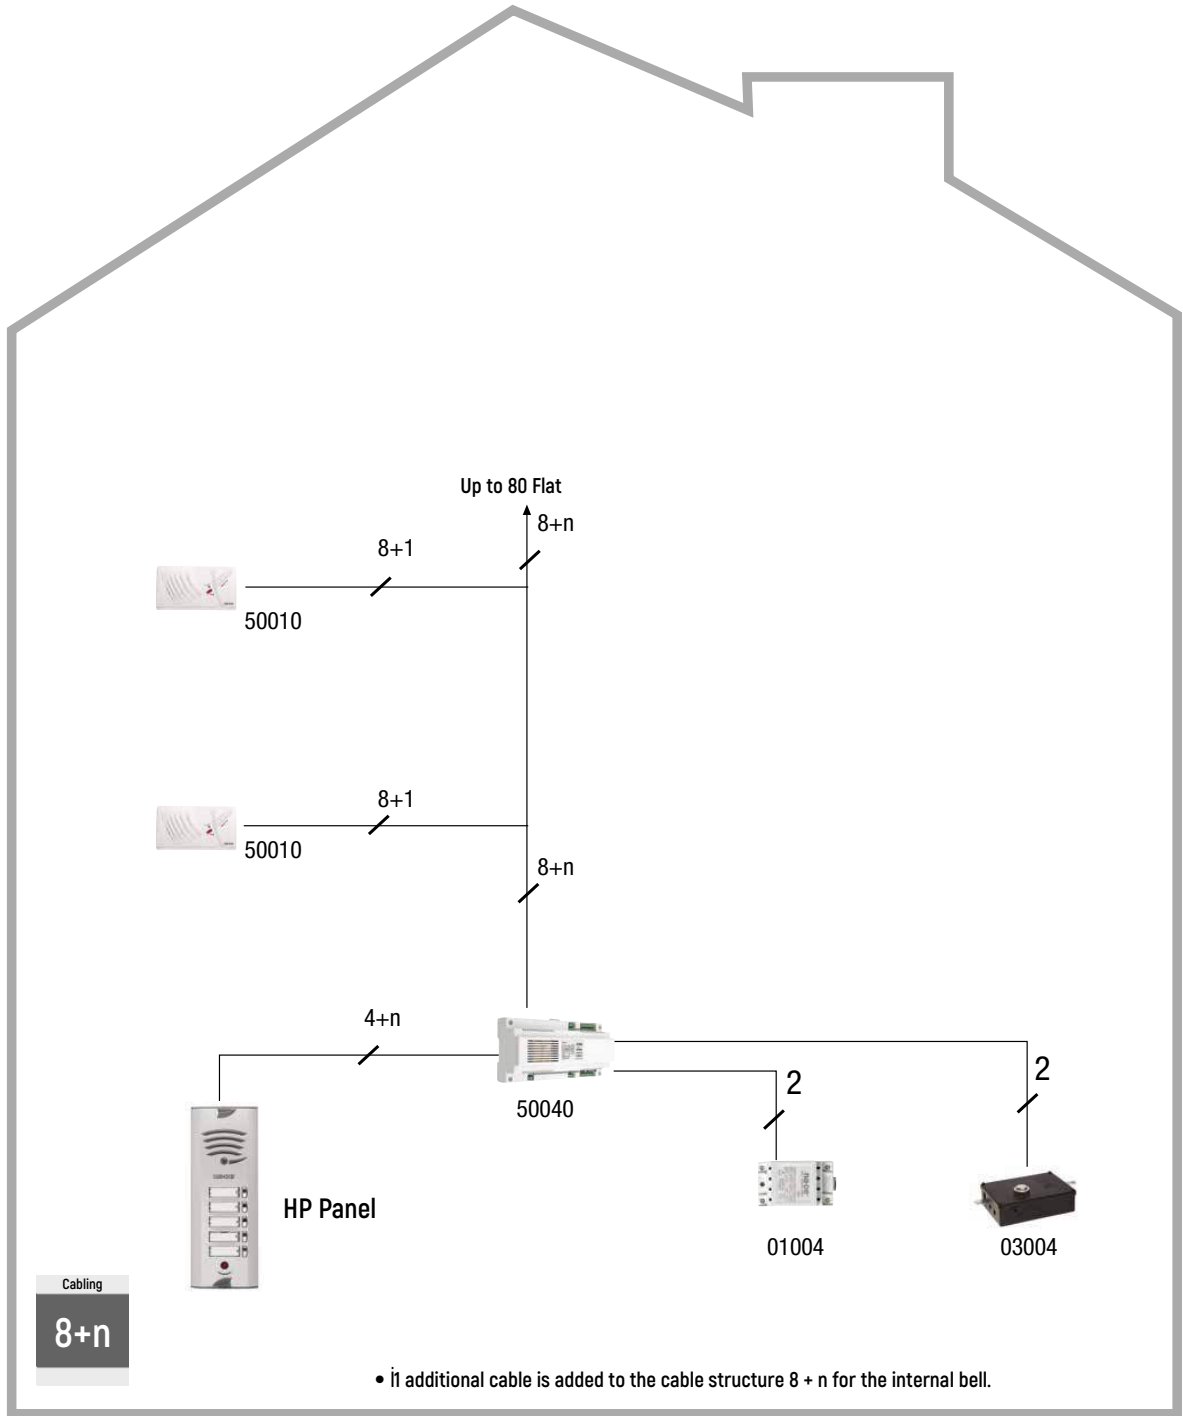 Up to 80 Flat
8+n
8+1
50010
8+1
50010
8+n
4+n
50040
2
2
HP Panel
01004
03004
Cabling
8+n
• İ1 additional cable is added to the cable structure 8 + n for the internal bell.